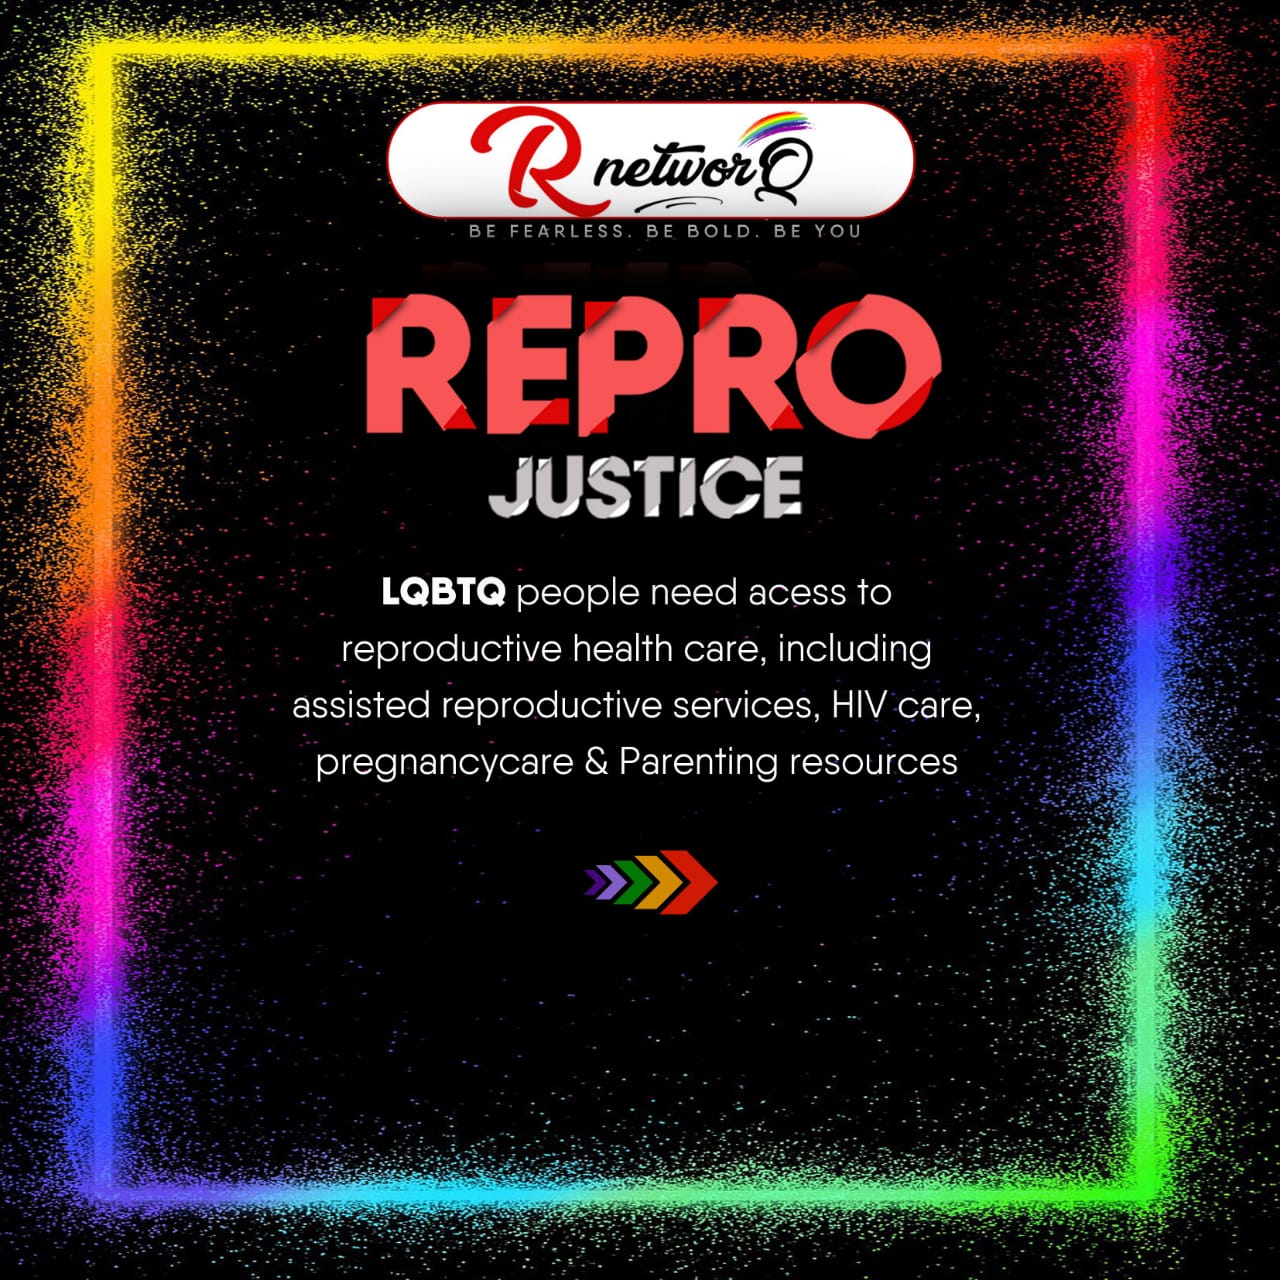 R networQ
BE FEARLESS. BE BOLD. BE YOU
REPRO
JUSTICE
LQBTQ people need acess to
reproductive health care, including
assisted reproductive services, HIV care,
pregnancycare & Parenting resources